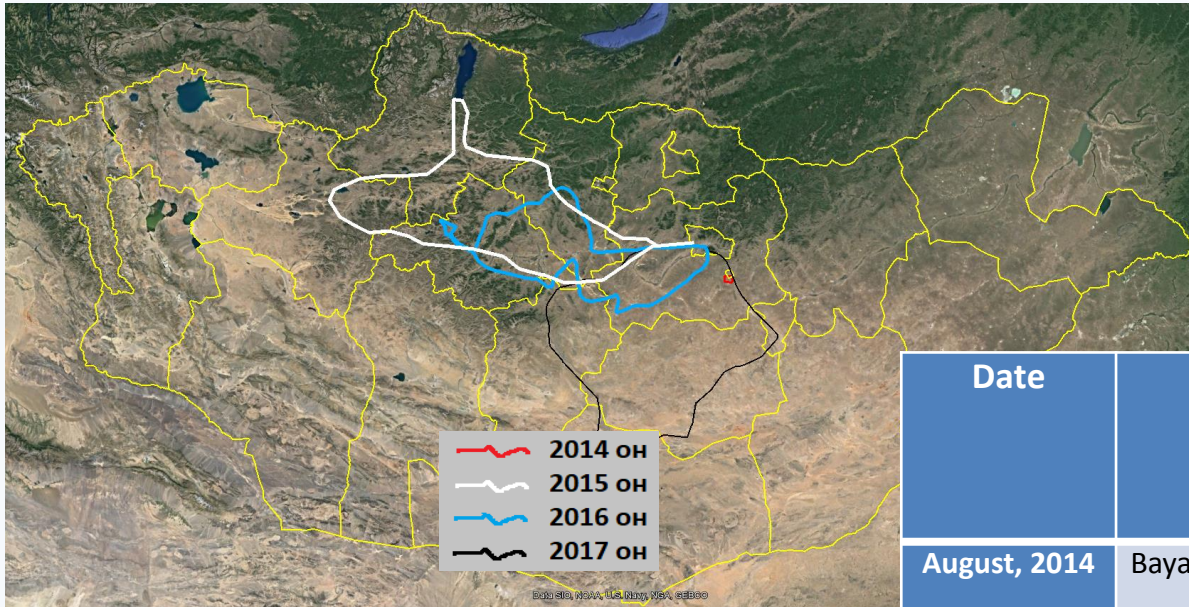 2014 он
2015 он
2016 он
2017 он
Data SIO, NOAA, U.S. Navy, NGA, GEBCO
Date
August, 2014 Baya